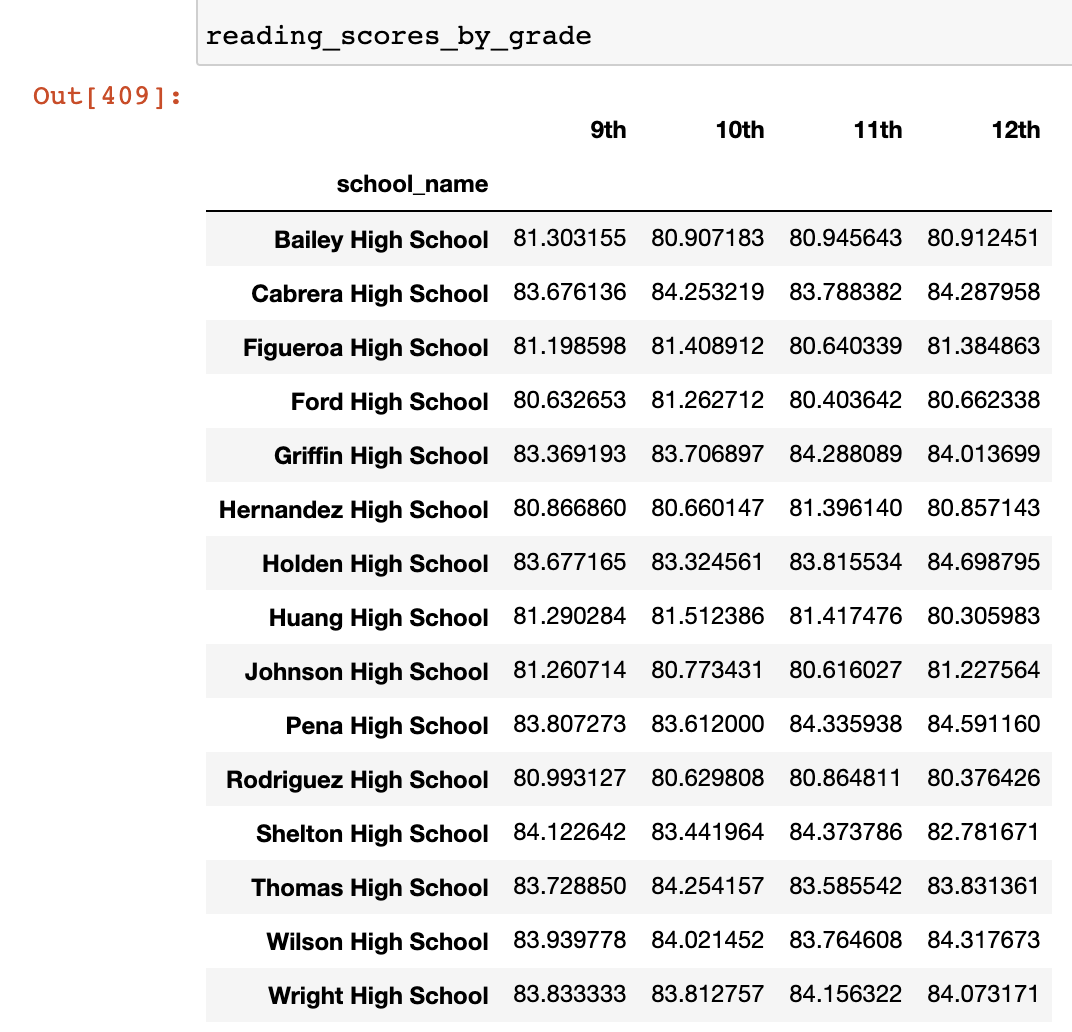 reading_scores_by_grade
Out[409]:
9th 10th 11th 12th
school_name
Bailey High School 81.303155 80.907183 80.945643 80.912451
Cabrera High School 83.676136 84.253219 83.788382 84.287958
Figueroa High School 81.198598 81.408912 80.640339 81.384863
Ford High School 80.632653 81.262712 80.403642 80.662338
Griffin High School 83.369193 83.706897 84.288089 84.013699
Hernandez High School 80.866860 80.660147 81.396140 80.857143
Holden High School 83.677165 83.324561 83.815534 84.698795
Huang High School 81.290284 81.512386 81.417476 80.305983
Johnson High School 81.260714 80.773431 80.616027 81.227564
Pena High School 83.807273 83.612000 84.335938 84.591160
Rodriguez High School 80.993127 80.629808 80.864811 80.376426
Shelton High School 84.122642 83.441964 84.373786 82.781671
Thomas High School 83.728850 84.254157 83.585542 83.831361
Wilson High School 83.939778 84.021452 83.764608 84.317673
Wright High School 83.833333 83.812757 84.156322 84.073171